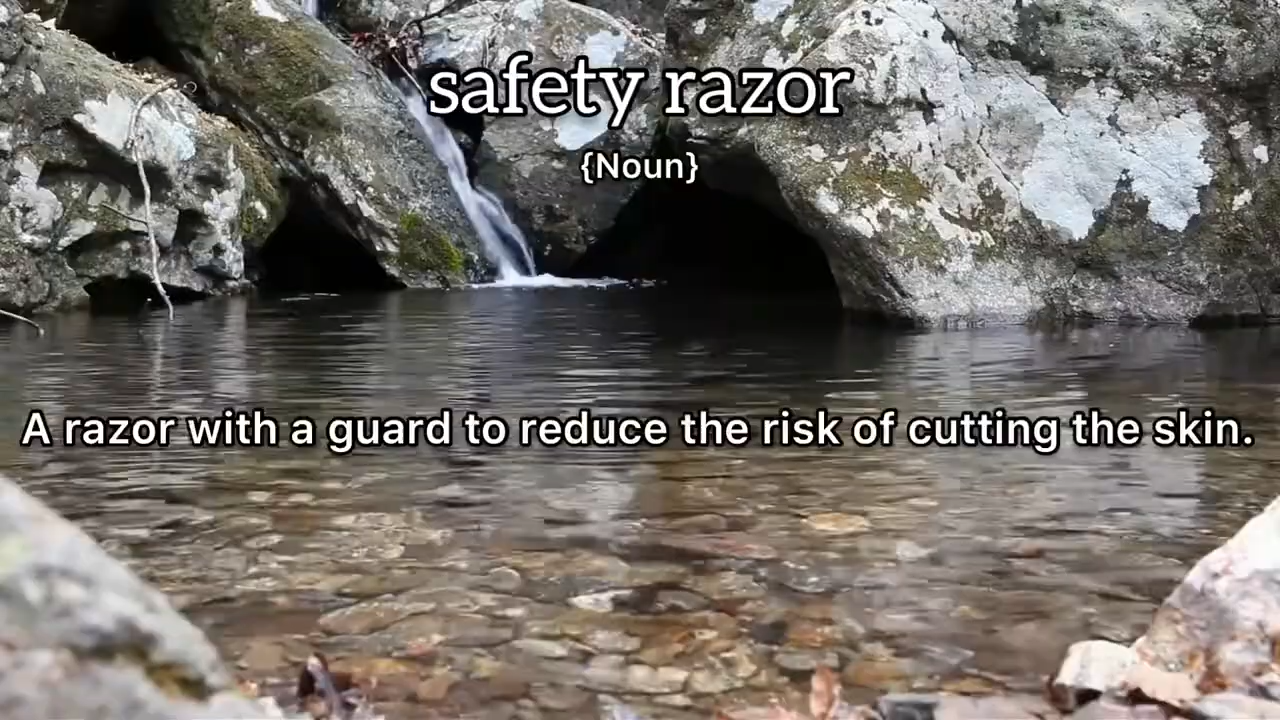 safety razor
{Noun}
A razor with a guard to reduce the risk of cutting the skin.